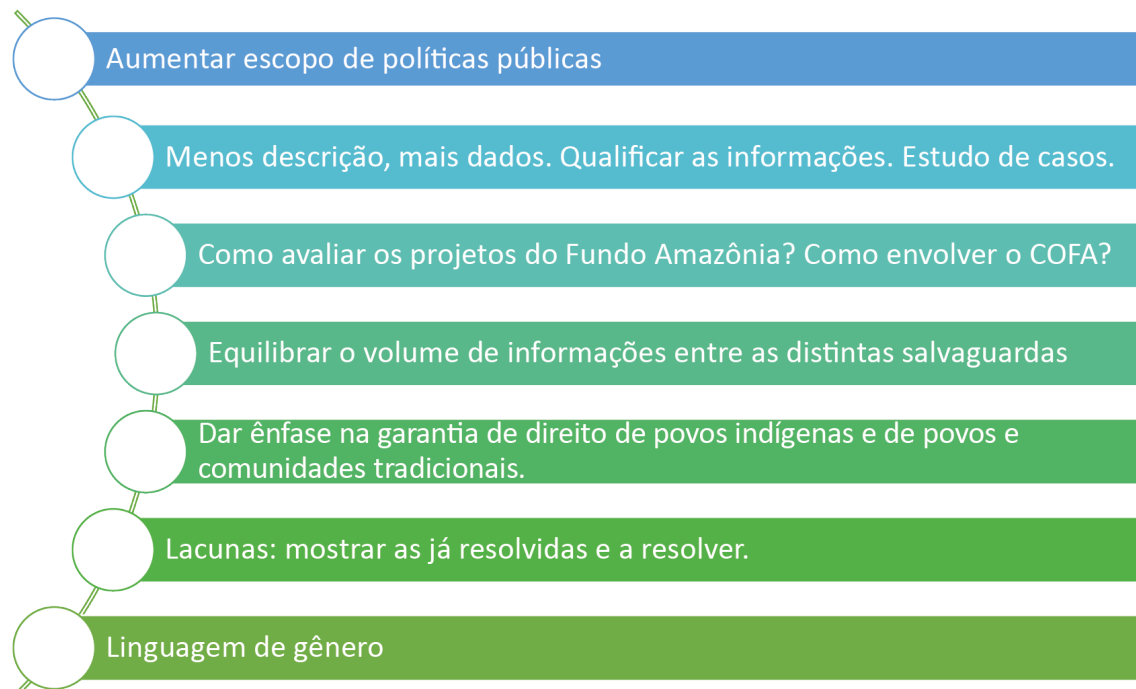 Aumentar escopo de políticas públicas
Menos descrição, mais dados. Qualificar as informações. Estudo de casos.
Como avaliar os projetos do Fundo Amazônia? Como envolver o COFA?
Equilibrar o volume de informações entre as distintas salvaguardas
Dar ênfase na garantia de direito de povos indígenas e de povos e
comunidades tradicionais.
Lacunas: mostrar as já resolvidas e a resolver.
Linguagem de gênero